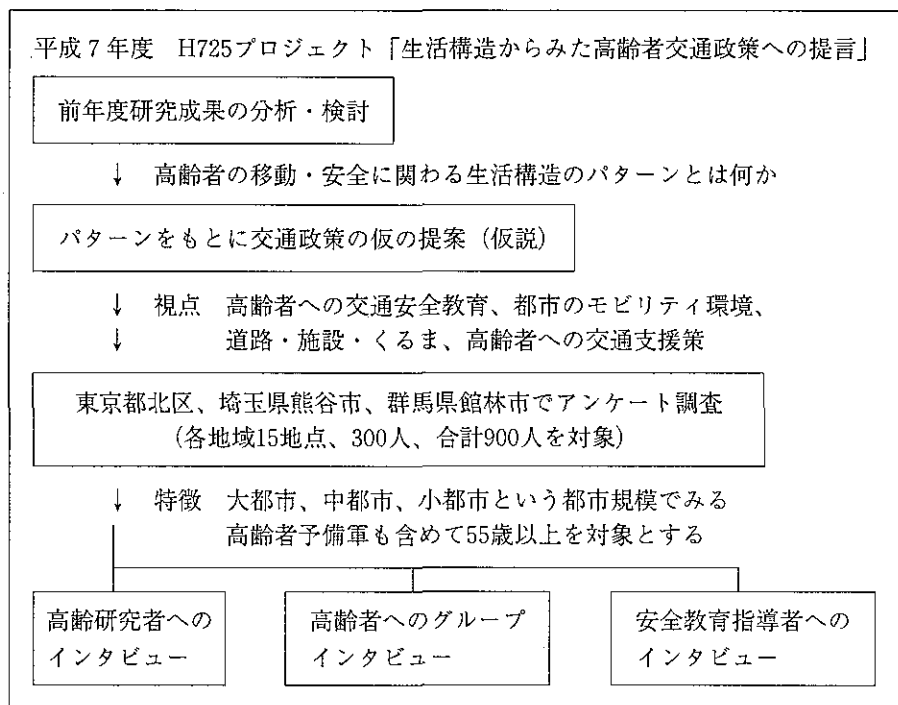 平成7年度　H725プロジェクト「生活構造からみた高齢者交通政策への提言」
前年度研究成果の分析・検討
↓　高齢者の移動・安全に関わる生活構造のパターンとは何か
パターンをもとに交通政策の仮の提案（仮説）
↓　視点　高齢者への交通安全教育、都市のモビリティ環境、
↓　道路・施設・くるま、高齢者への交通支援策
東京都北区、埼玉県熊谷市、群馬県館林市でアンケート調査
（各地域15地点、300人、合計900人を対象）
↓　特徴　大都市、中都市、小都市という都市規模でみる
高齢者予備軍も含めて55歳以上を対象とする
高齢研究者への
インタビュー
高齢者へのグループ
インタビュー
安全教育指導者への
インタビュー